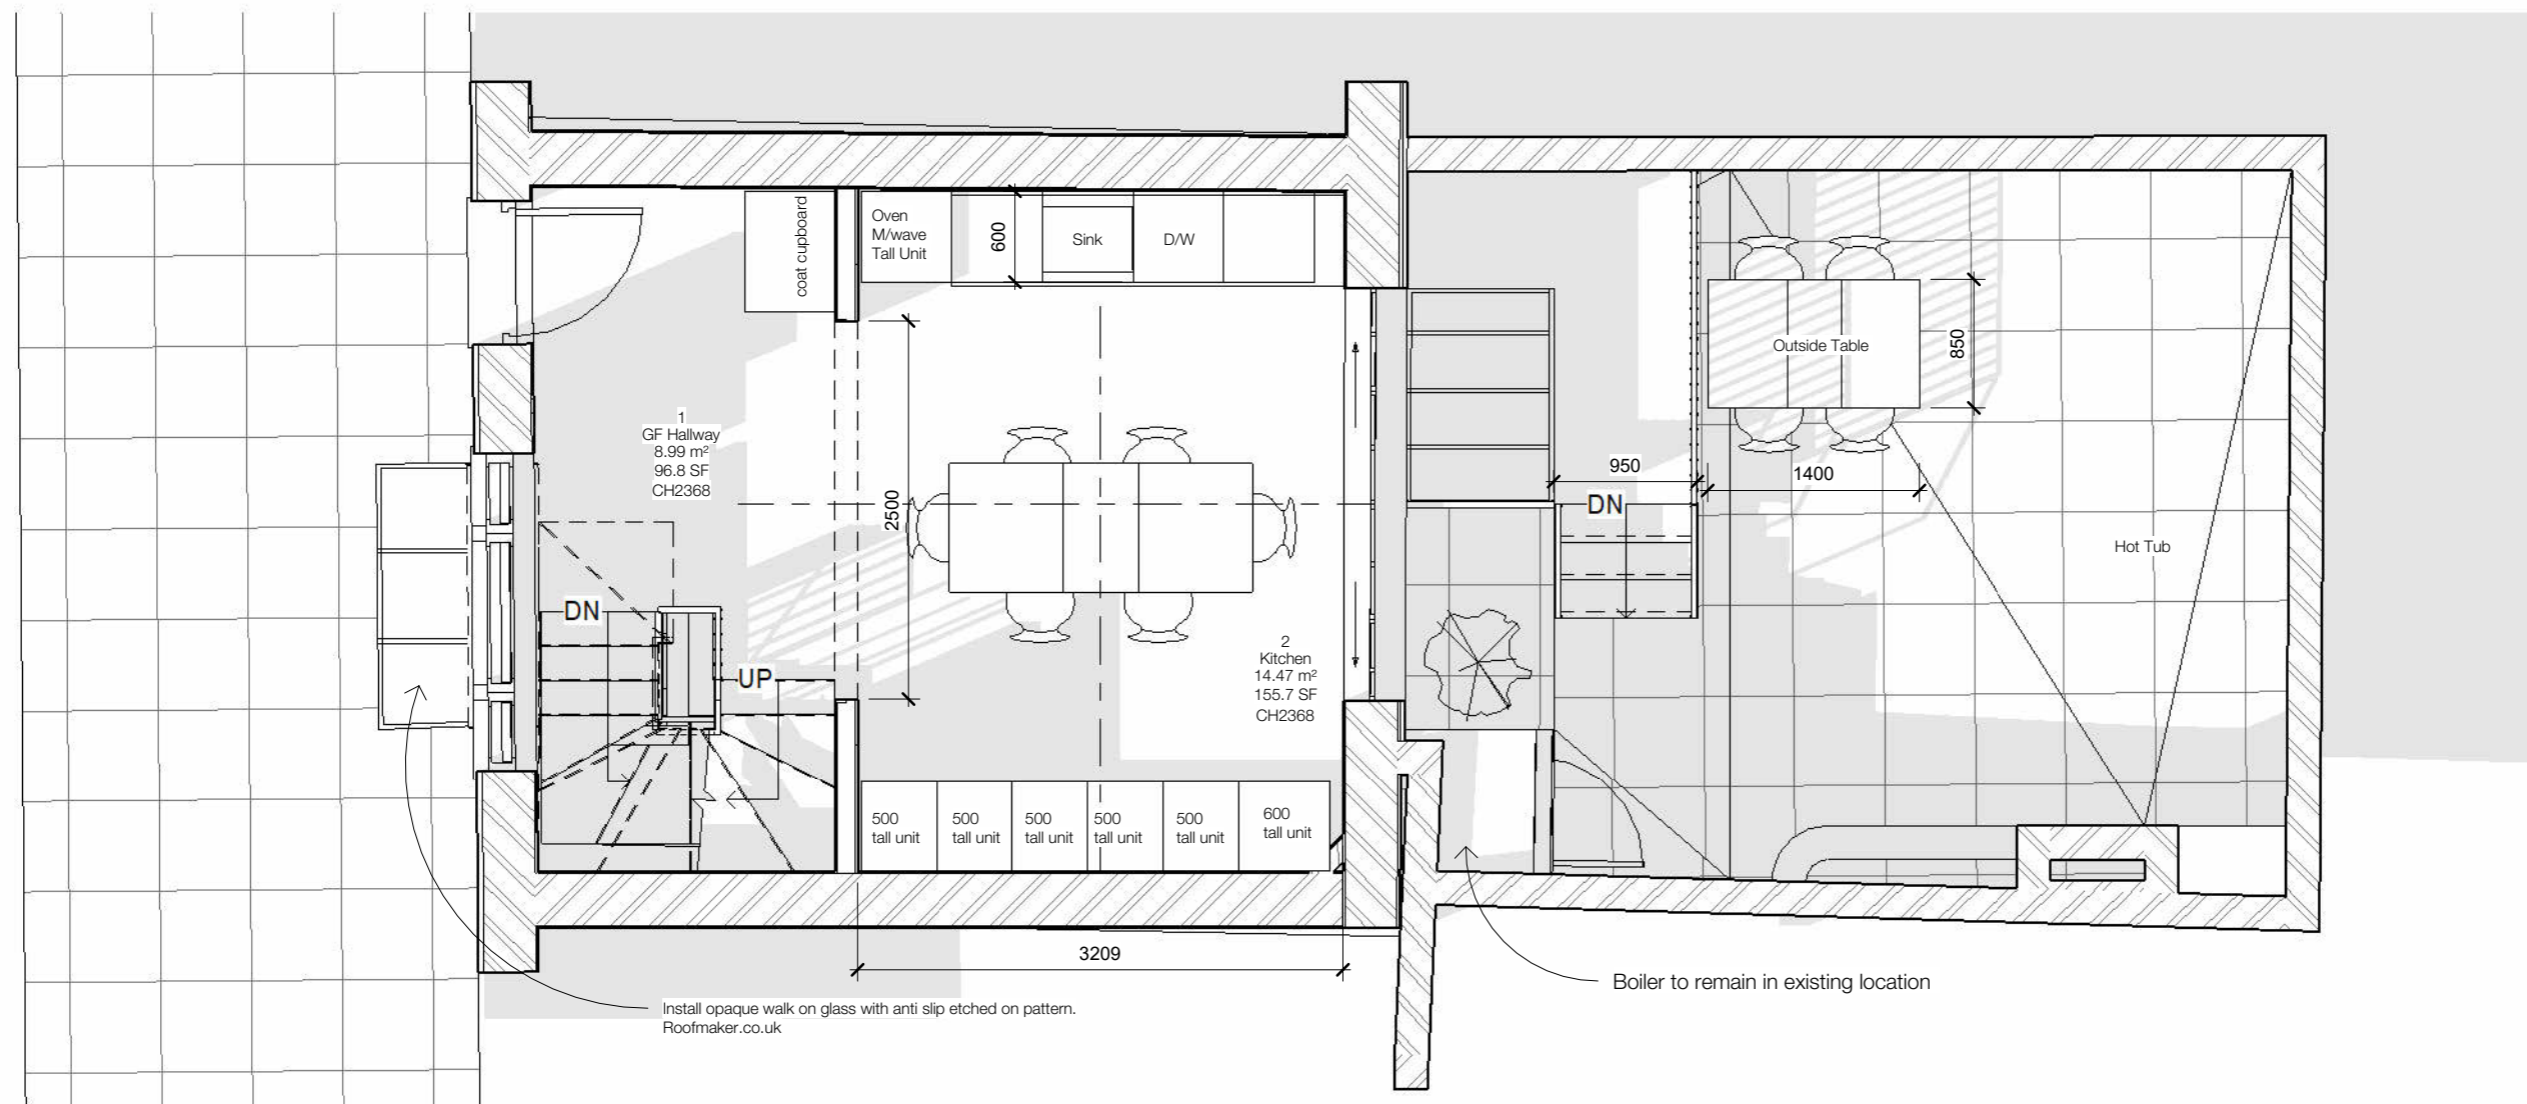 coat cupboard
Oven
M/wave
Tall Unit
600
Sink
D/W
1
GF Hallway
8.99 m²
96.8 SF
CH2368
2500
Outside Table
850
950
1400
DN
Hot Tub
DN
UP
2
Kitchen
14.47 m²
155.7 SF
CH2368
500
tall unit
500
tall unit
500
tall unit
500
tall unit
500
tall unit
600
tall unit
3209
Boiler to remain in existing location
Install opaque walk on glass with anti slip etched on pattern.
Roofmaker.co.uk